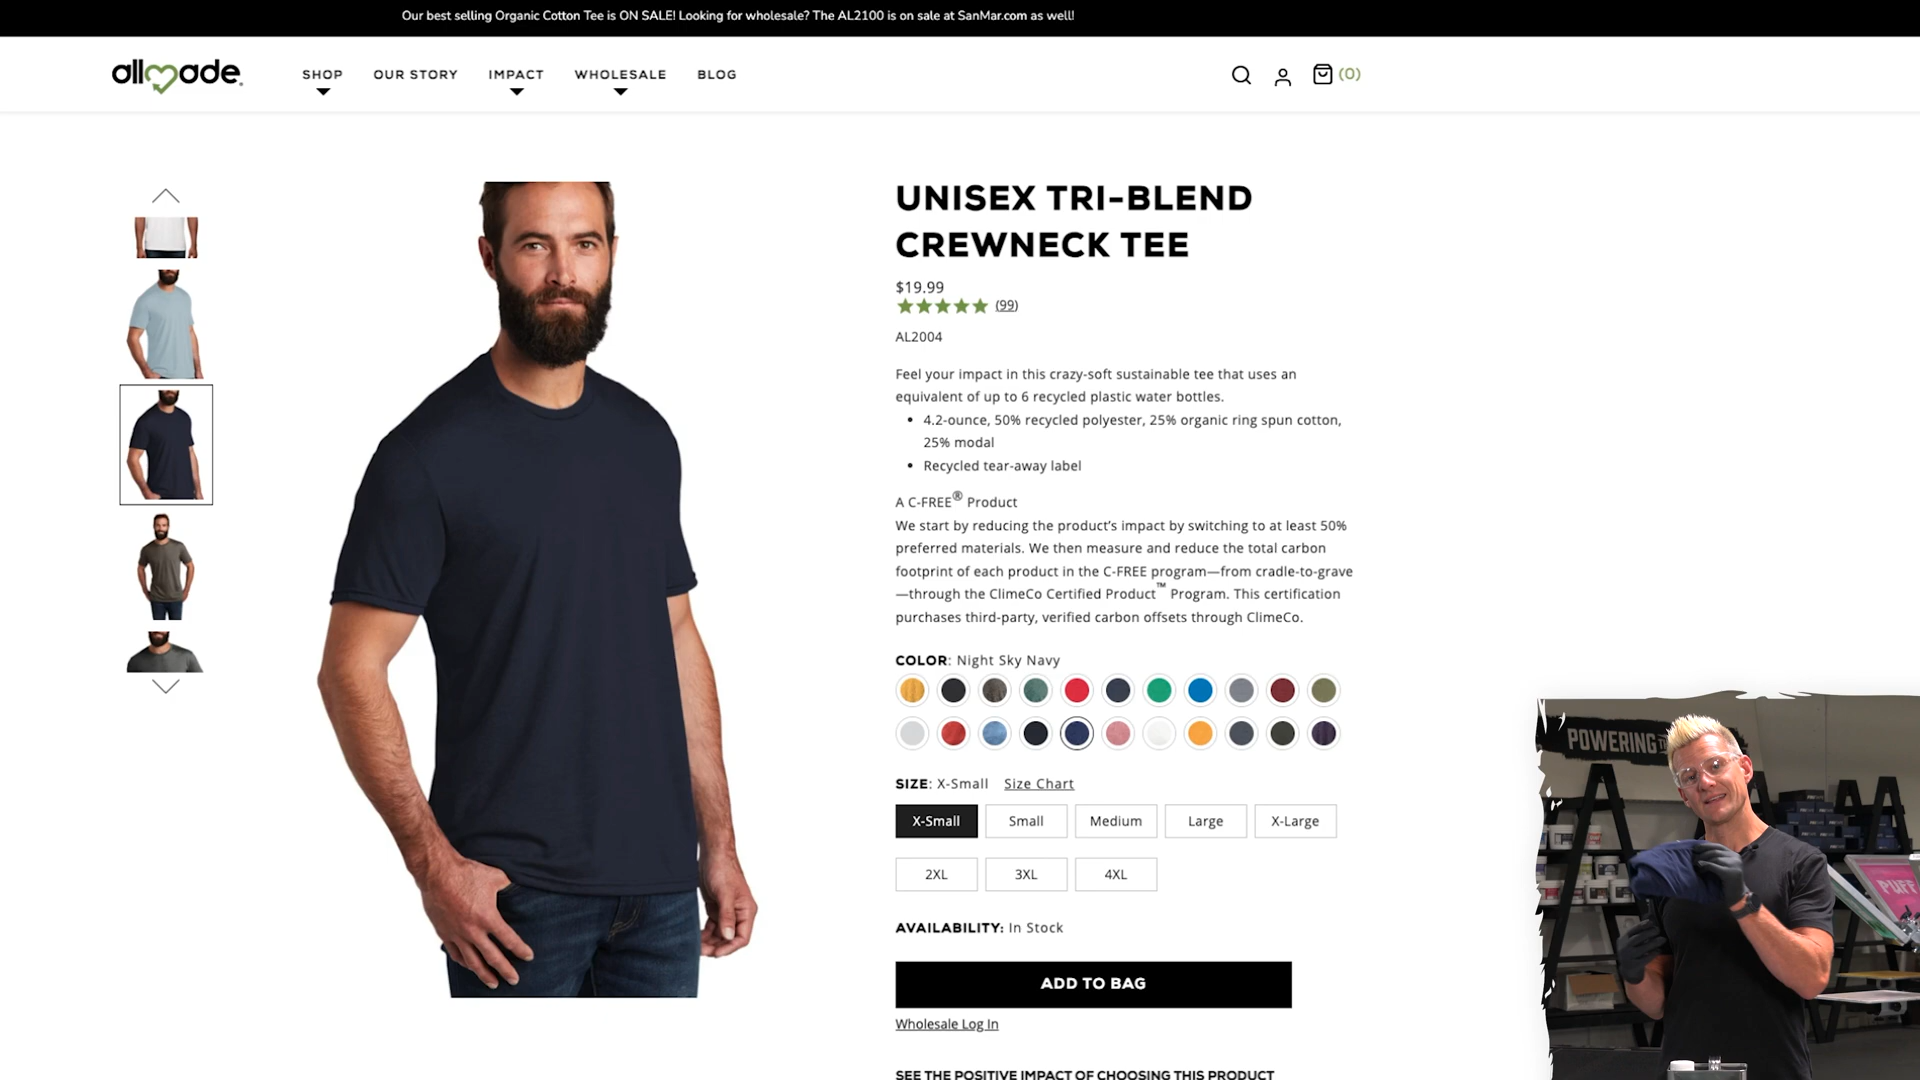 Our best selling Organic Cotton Tee is ON SALE! Looking for wholesale? The AL2100 is on sale at SanMar.com as well!
allmade
SHOP OUR STORY IMPACT WHOLESALE BLOG
(0)
UNISEX TRI-BLEND
CREWNECK TEE
$19.99
(99)
AL2004
Feel your impact in this crazy-soft sustainable tee that uses an
equivalent of up to 6 recycled plastic water bottles.
• 4.2-ounce, 50% recycled polyester, 25% organic ring spun cotton,
25% modal
• Recycled tear-away label
A C-FREE® Product
We start by reducing the product’s impact by switching to at least 50%
preferred materials. We then measure and reduce the total carbon
footprint of each product in the C-FREE program—from cradle-to-grave
—through the ClimeCo Certified Product™ Program. This certification
purchases third-party, verified carbon offsets through ClimeCo.
COLOR: Night Sky Navy
SIZE: X-Small Size Chart
X-Small Small Medium Large X-Large
2XL 3XL 4XL
AVAILABILITY: In Stock
ADD TO BAG
Wholesale Log In
SEE THE POSITIVE IMPACT OF CHOOSING THIS PRODUCT
POWERING
PUFF